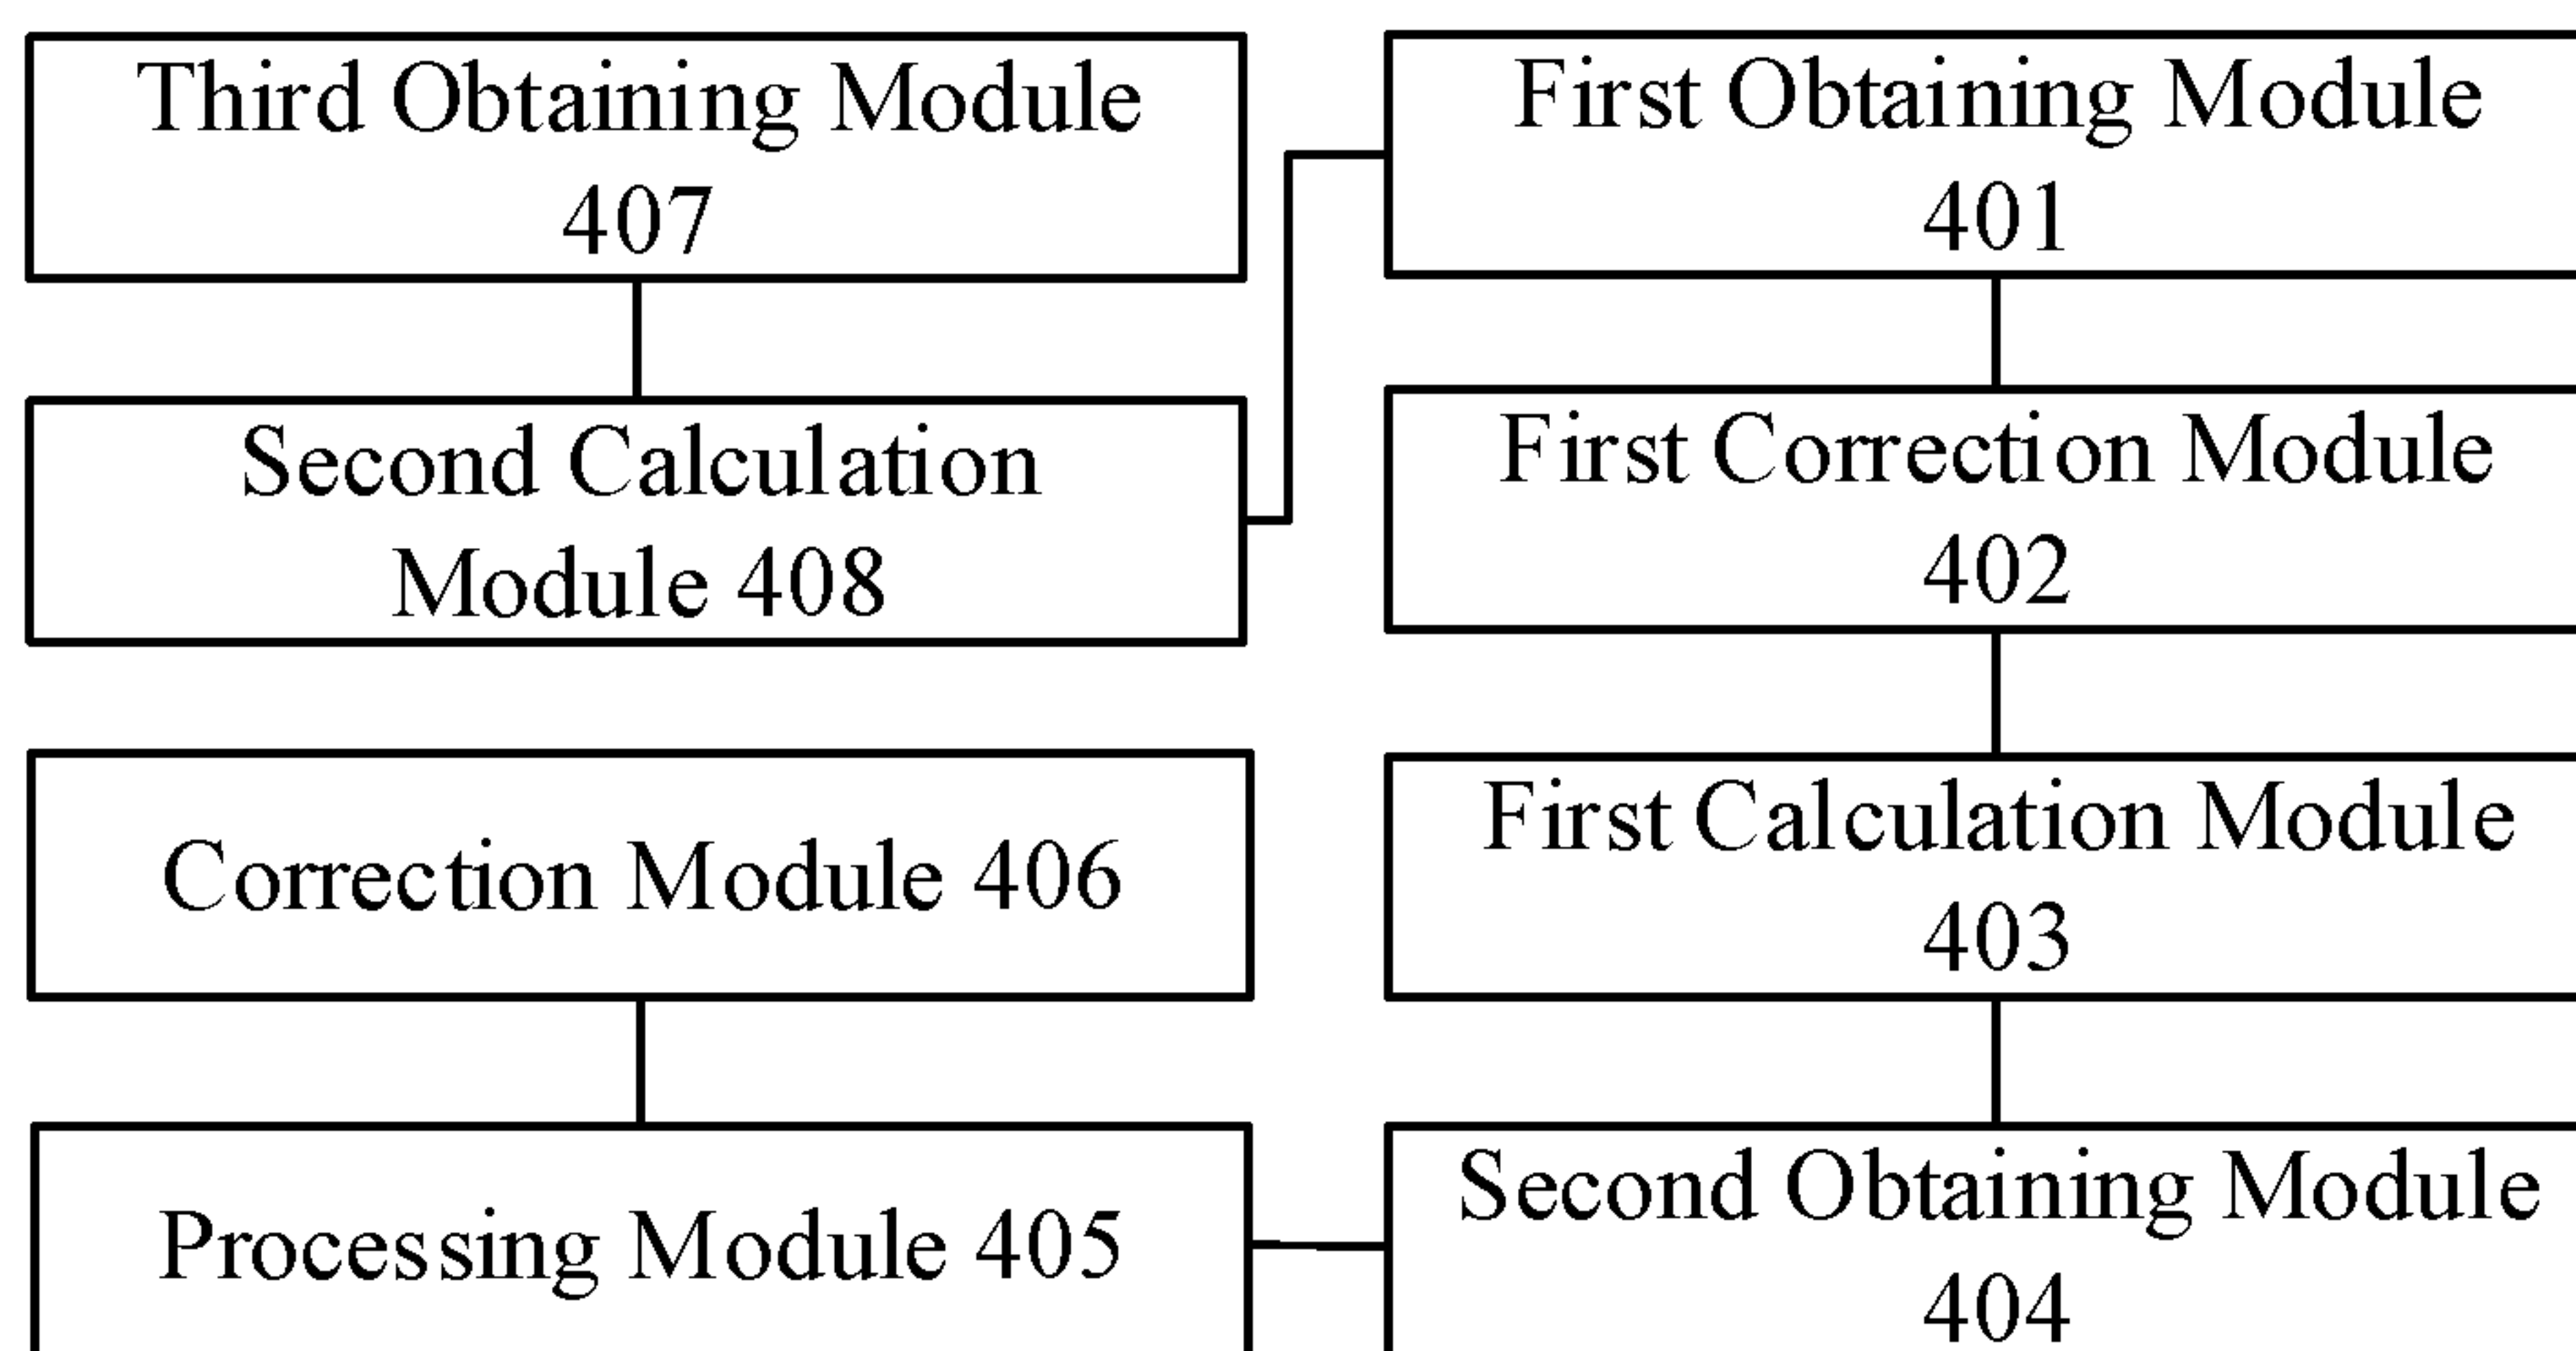 Third Obtaining Module
407
First Obtaining Module
401
Second Calculation
Module 408
First Correction Module
402
Correction Module 406
First Calculation Module
403
Processing Module 405
Second Obtaining Module
404